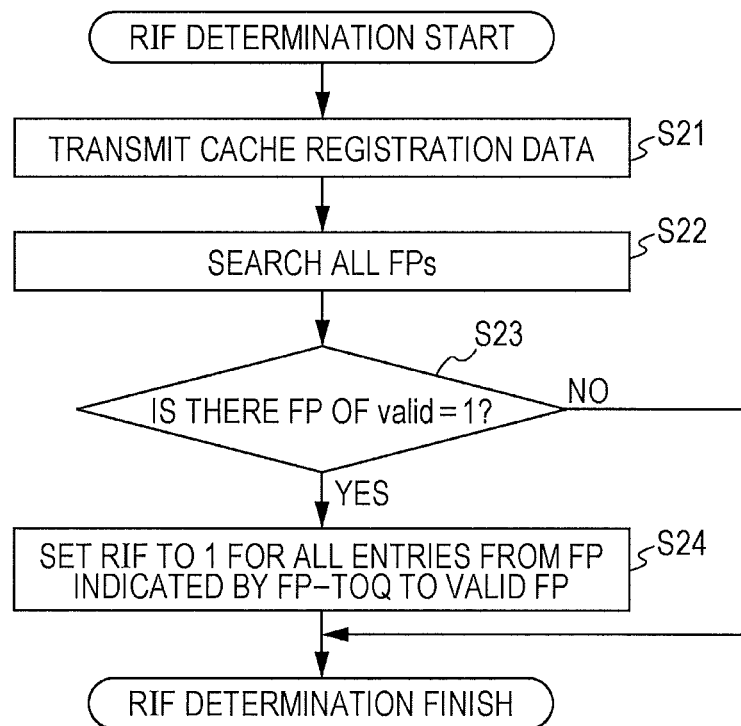 RIF DETERMINATION START
S21
TRANSMIT CACHE REGISTRATION DATA
S22
SEARCH ALL FPs
S23
IS THERE FP OF valid=1?
NO
YES
S24
SET RIF TO 1 FOR ALL ENTRIES FROM FP
INDICATED BY FP-TOQ TO VALID FP
RIF DETERMINATION FINISH